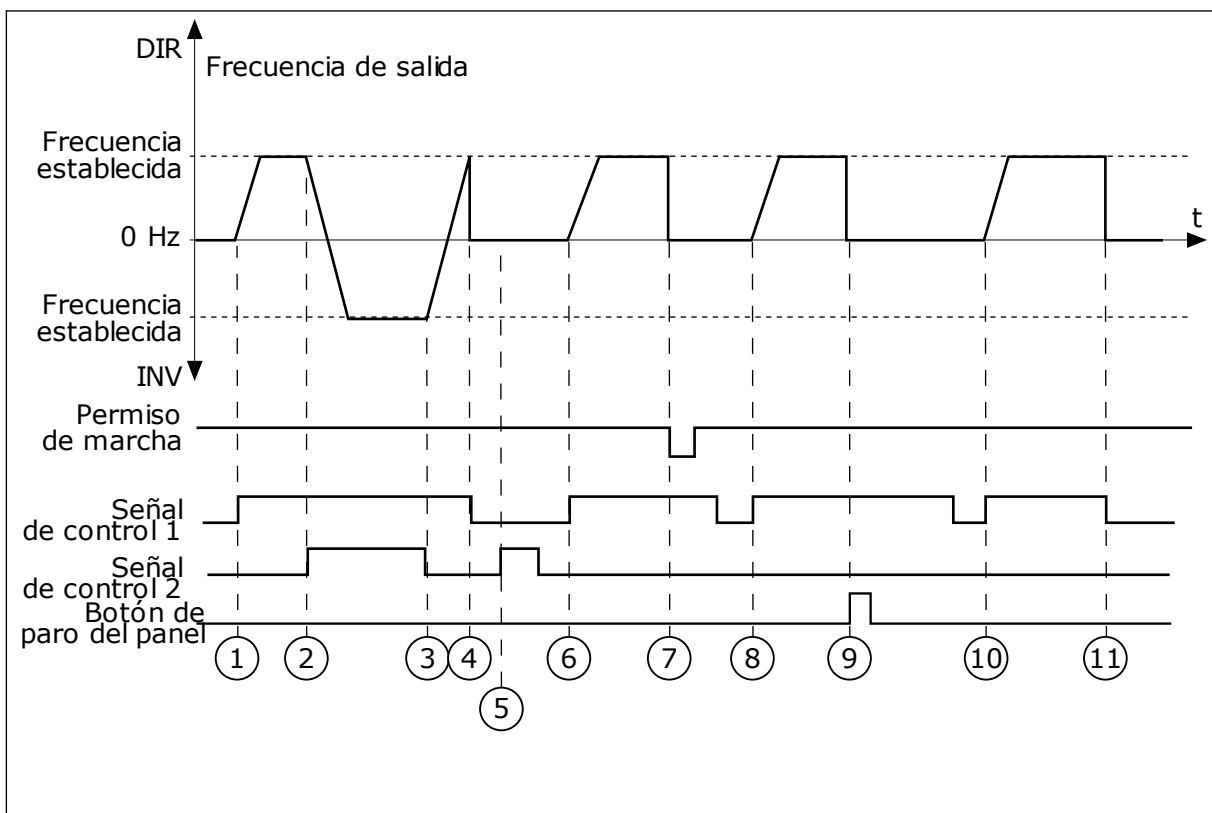 DIR
Frecuencia de salida
Frecuencia
establecida
0 Hz
t
Frecuencia
establecida
INV
Permiso
de marcha
Señal
de control 1
Señal
de control 2
Botón de
paro del panel
1 2 3 4 6 7 8 9 10 11
5